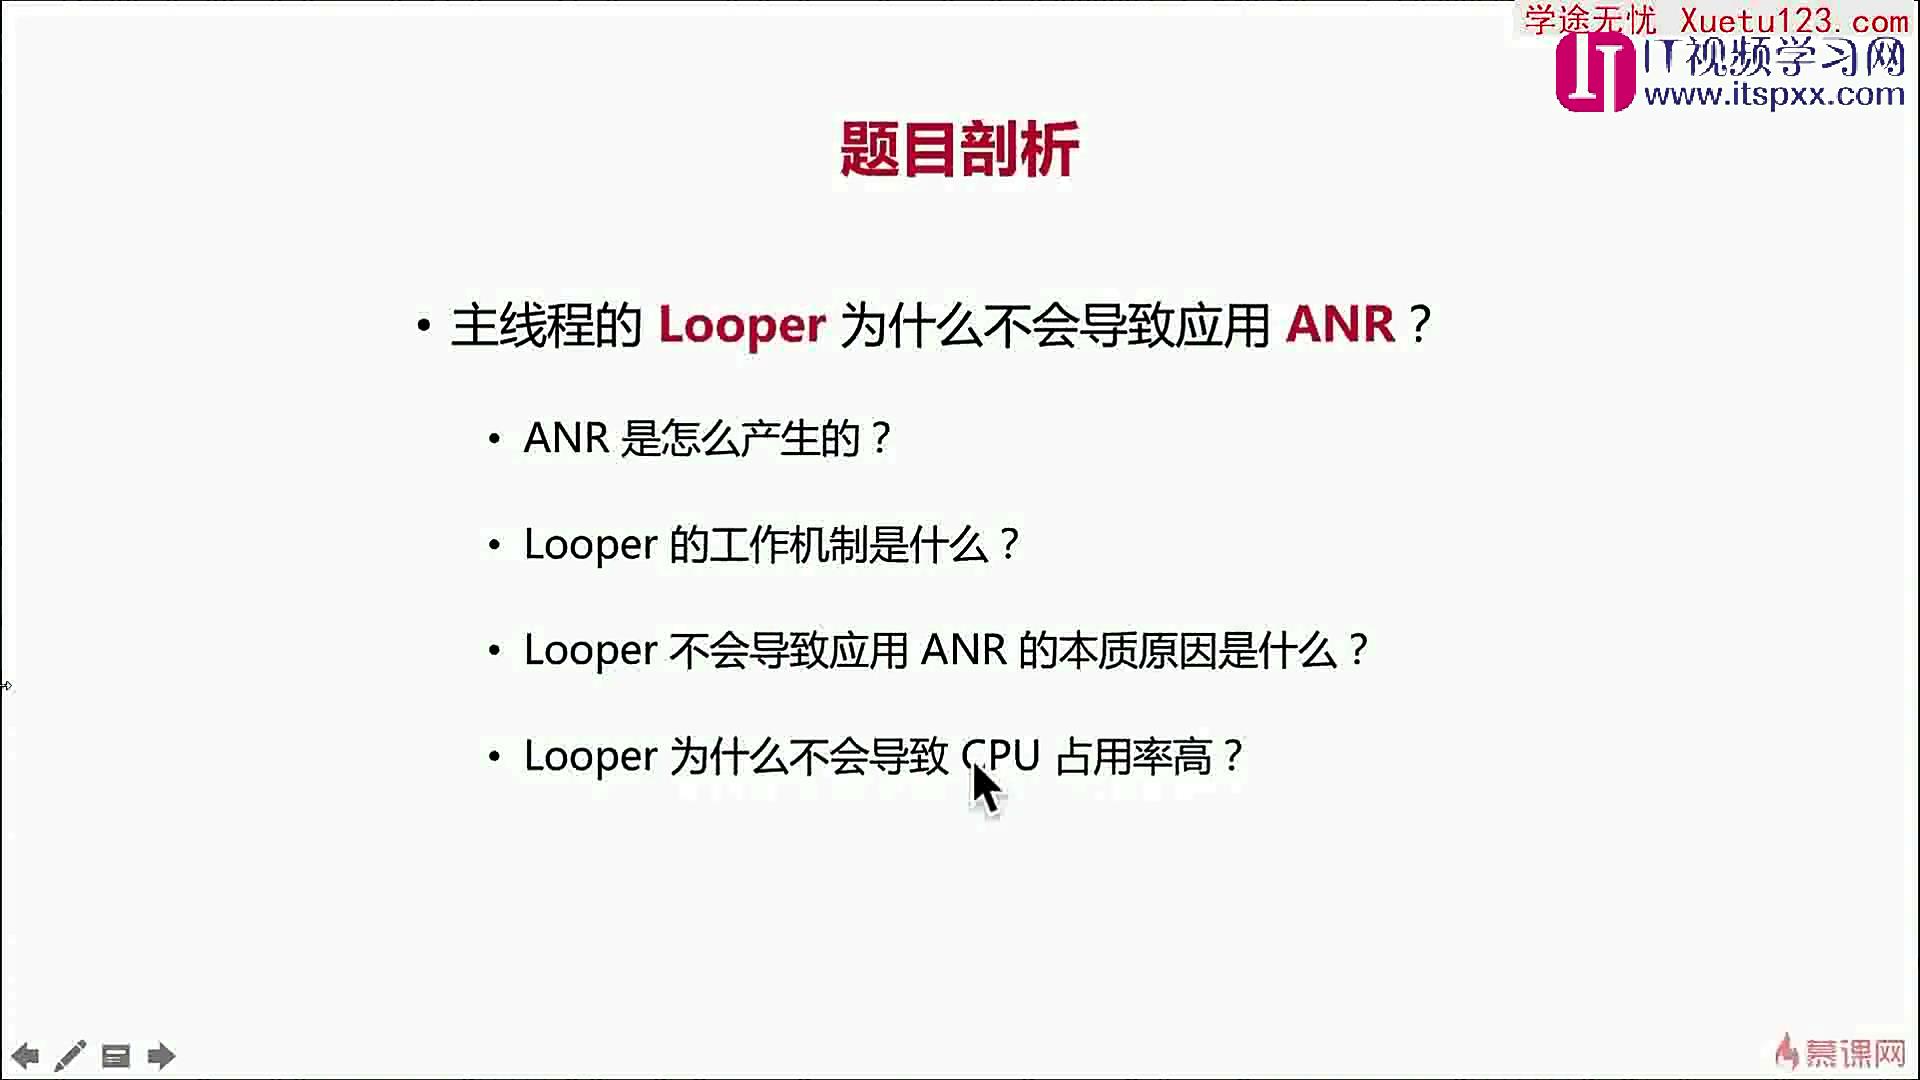 学途无忧 Xuetu123.com
IT视频学习网
www.itspxx.com
题目剖析
• 主线程的 Looper 为什么不会导致应用 ANR？
• ANR 是怎么产生的？
• Looper 的工作机制是什么？
• Looper 不会导致应用 ANR 的本质原因是什么？
• Looper 为什么不会导致 CPU 占用率高？
慕课网